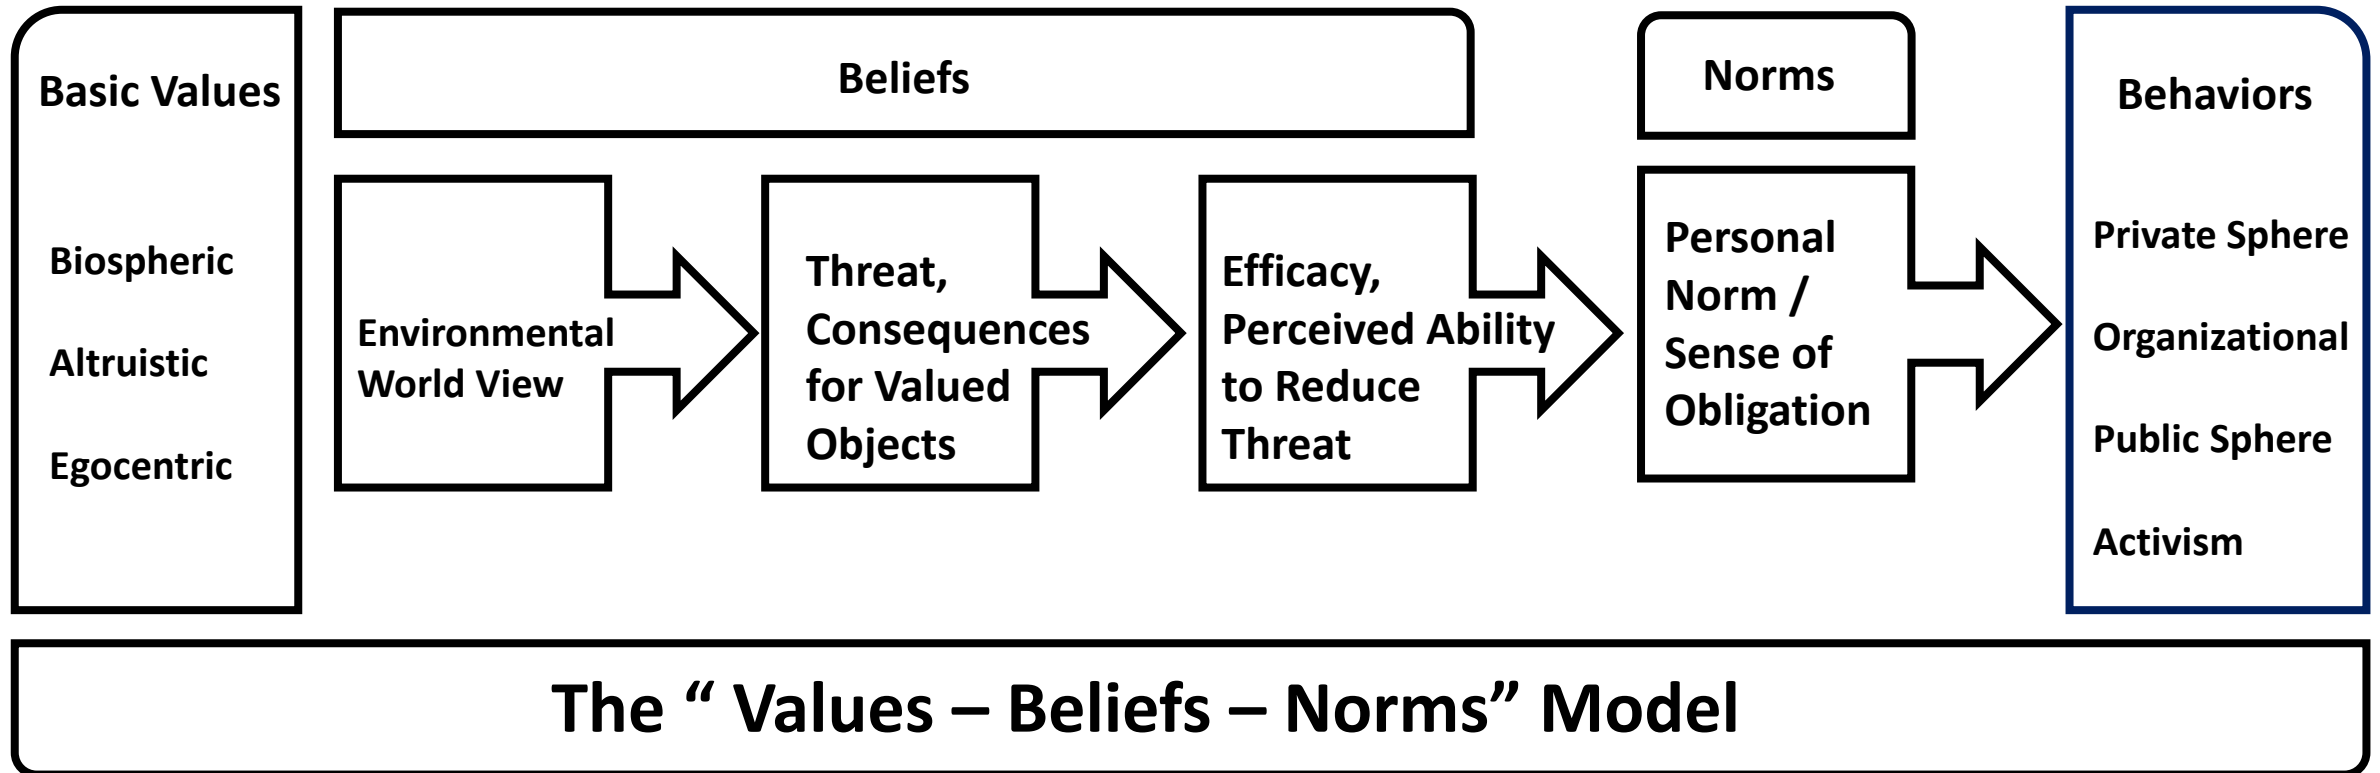 Basic Values
Biospheric
Altruistic
Egocentric
Beliefs
Environmental
World View
Threat,
Consequences
for Valued
Objects
Efficacy,
Perceived Ability
to Reduce
Threat
Norms
Personal
Norm /
Sense of
Obligation
Behaviors
Private Sphere
Organizational
Public Sphere
Activism
The “ Values – Beliefs – Norms” Model